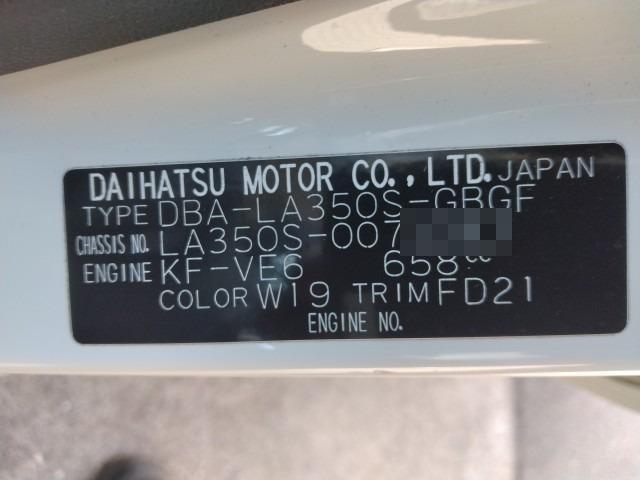 DAIHATSU MOTOR CO., LTD. JAPAN
TYPE DBA-LA350S-GBGF
CHASSIS NO. LA350S-007
ENGINE KF-VE6 658cc
COLOR W19 TRIM FD21
ENGINE NO.